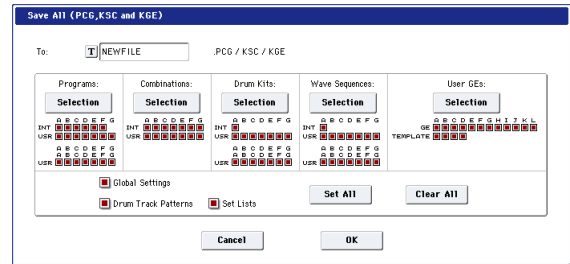 Save All (PCG,KSC and KGE)
To: T NEWFILE .PCG / KSC / KGE
Programs: Combinations: Drum Kits: Wave Sequences: User GEs:
Selection Selection Selection Selection Selection
A B C D E F G A B C D E F G A B C D E F G A B C D E F G A B C D E F G H I J K L
INT INT INT INT GE
USR USR USR USR TEMPLATE
A B C D E F G A B C D E F G A B C D E F G
A B C D E F G A B C D E F G A B C D E F G
USR USR USR
Global Settings
Drum Track Patterns Set Lists Set All Clear All
Cancel OK